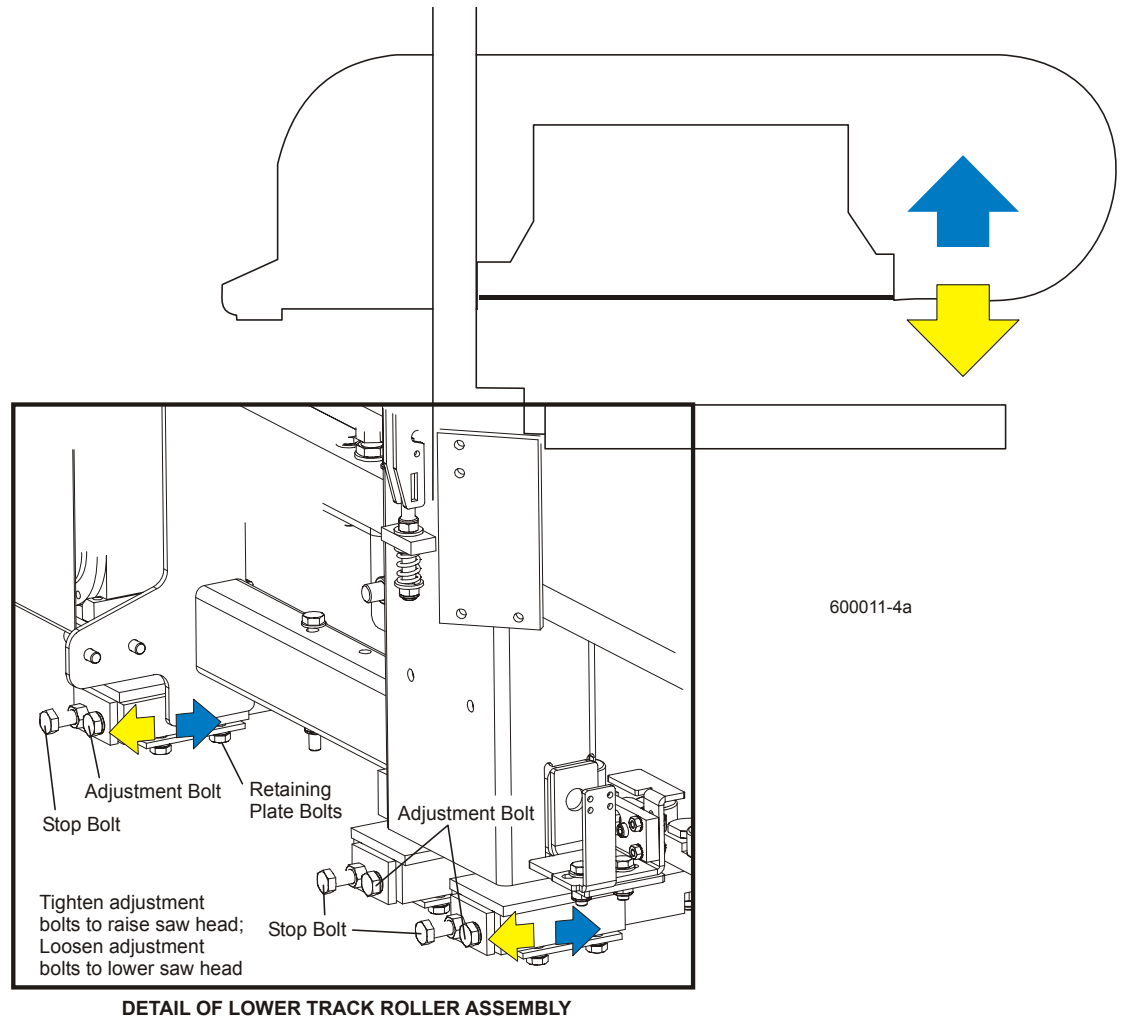 600011-4a
Adjustment Bolt
Stop Bolt
Retaining
Plate Bolts
Adjustment Bolt
Stop Bolt
Tighten adjustment
bolts to raise saw head;
Loosen adjustment
bolts to lower saw head
DETAIL OF LOWER TRACK ROLLER ASSEMBLY